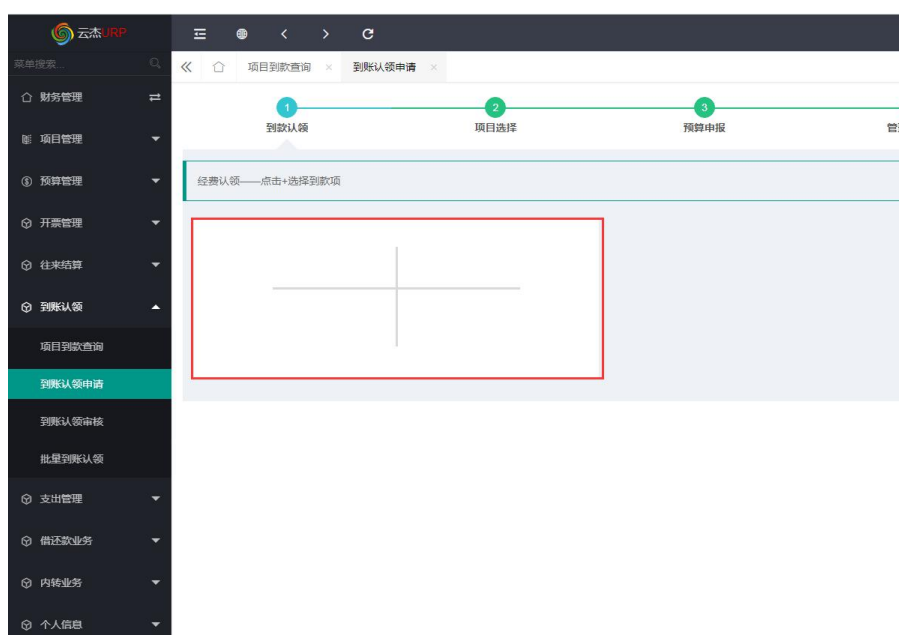 云杰URP
菜单搜索...
项目到款查询 ×
到账认领申请 ×
财务管理
项目管理
预算管理
开票管理
往来结算
到账认领
项目到款查询
到账认领申请
到账认领审核
批量到账认领
支出管理
借还款业务
内转业务
个人信息
1
到款认领
2
项目选择
3
预算申报
经费认领——点击+选择到款项